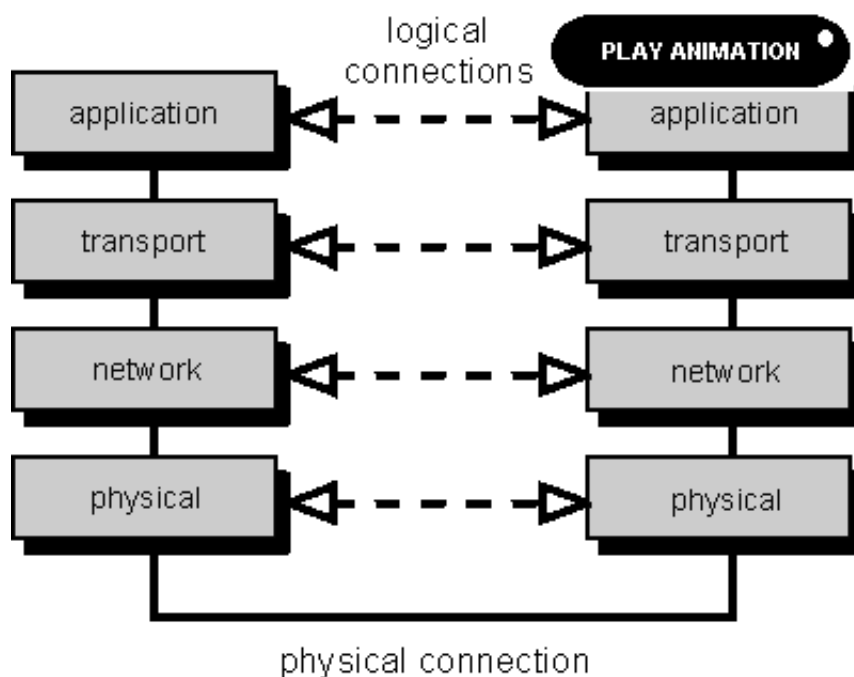 logical
connections
PLAY ANIMATION
application
application
transport
transport
network
network
physical
physical
physical connection